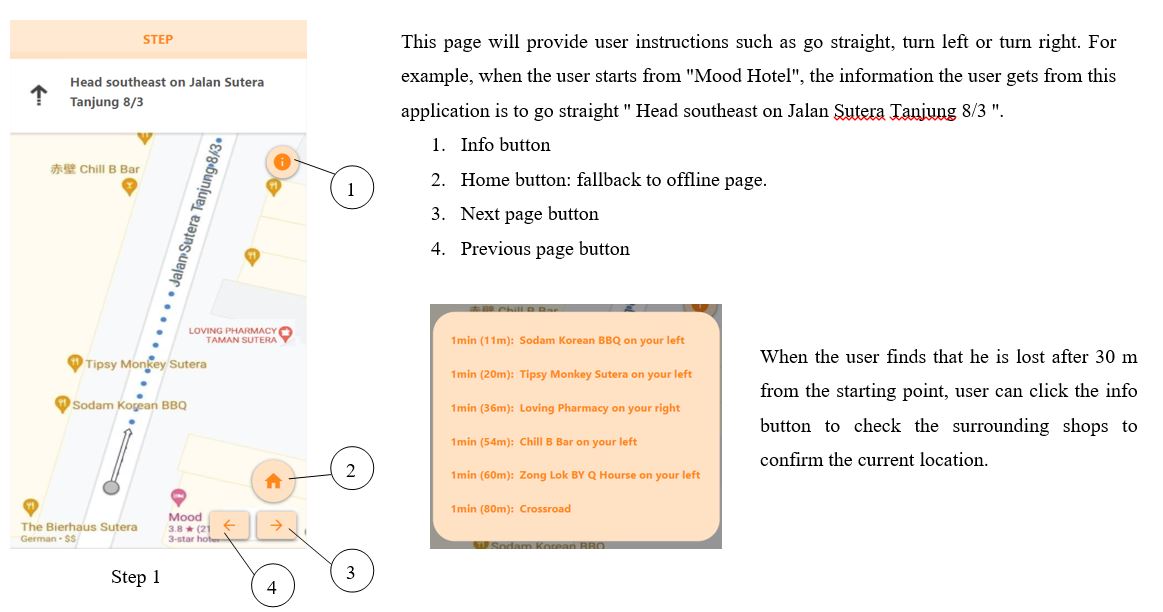 STEP
Head southeast on Jalan Sutera
Tanjung 8/3
赤壁 Chill B Bar
Jalan Sutera Tanjung 8/3
LOVING PHARMACY
TAMAN SUTERA
Tipsy Monkey Sutera
Sodam Korean BBQ
The Bierhaus Sutera
German • $$
Mood
3.8 ★ (21
3-star hotel
1
2
3
4
Step 1
This page will provide user instructions such as go straight, turn left or turn right. For
example, when the user starts from "Mood Hotel", the information the user gets from this
application is to go straight " Head southeast on Jalan Sutera Tanjung 8/3 ".
1. Info button
2. Home button: fallback to offline page.
3. Next page button
4. Previous page button
赤壁 Chill B Bar
1min (11m): Sodam Korean BBQ on your left
1min (20m): Tipsy Monkey Sutera on your left
1min (36m): Loving Pharmacy on your right
1min (54m): Chill B Bar on your left
1min (60m): Zong Lok BY Q Hourse on your left
1min (80m): Crossroad
Sodam Korean BBQ
When the user finds that he is lost after 30 m
from the starting point, user can click the info
button to check the surrounding shops to
confirm the current location.